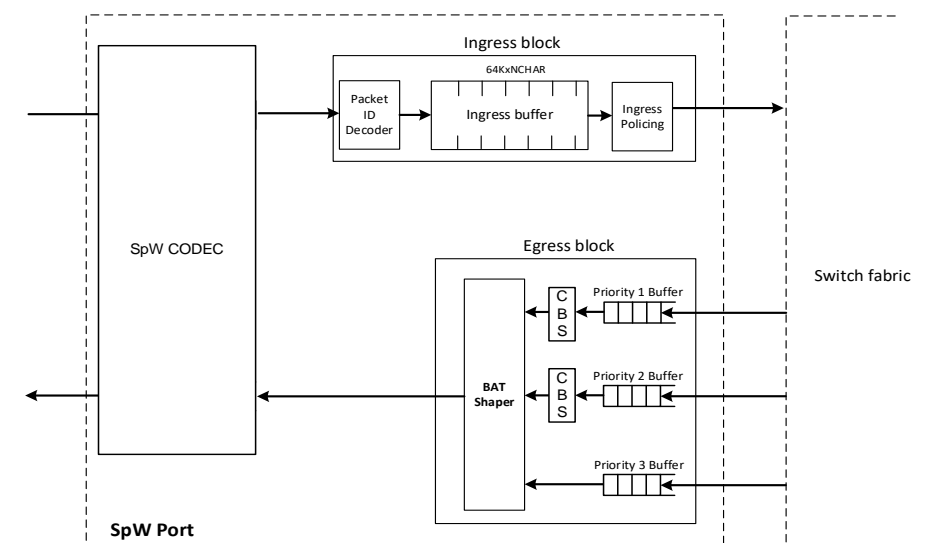 Ingress block
64KxNCHAR
Packet
ID
Decoder
Ingress buffer
Ingress
Policing
SpW CODEC
Egress block
Switch fabric
C
B
S
Priority 1 Buffer
BAT
Shaper
C
B
S
Priority 2 Buffer
Priority 3 Buffer
SpW Port